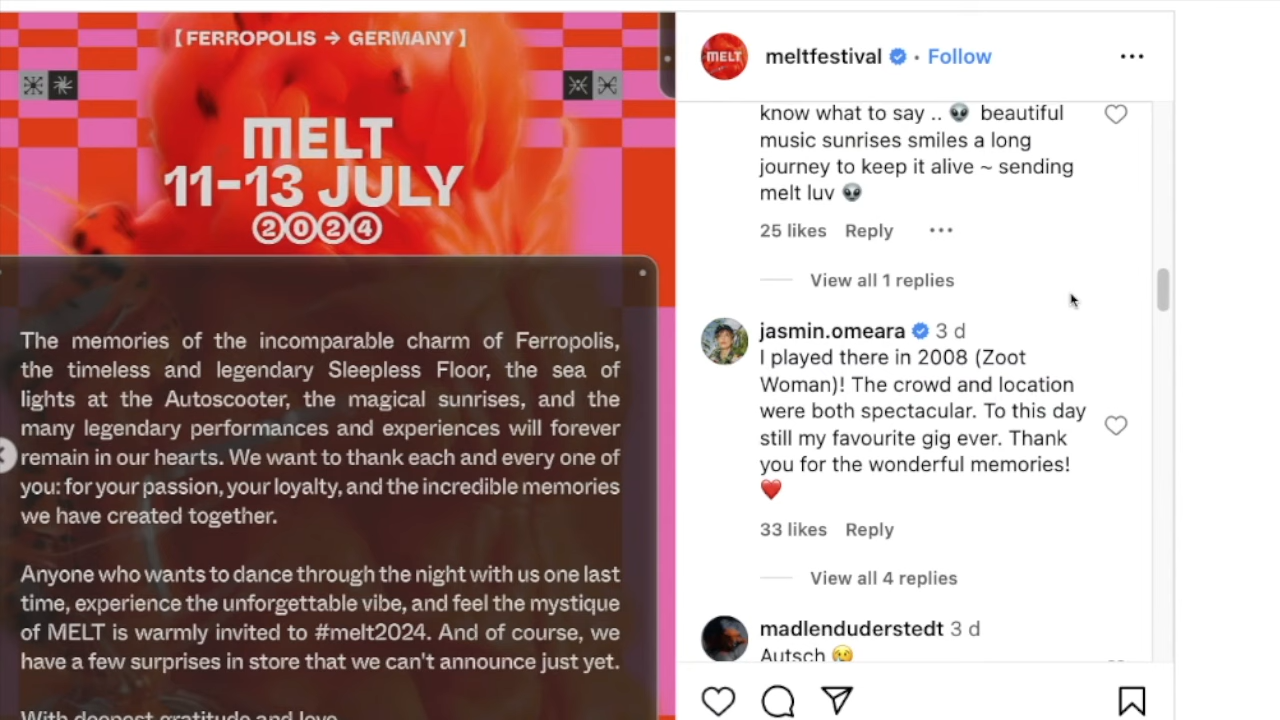 【FERROPOLIS → GERMANY】
MELT
11-13 JULY
2024
The memories of the incomparable charm of Ferropolis,
the timeless and legendary Sleepless Floor, the sea of
lights at the Autoscooter, the magical sunrises, and the
many legendary performances and experiences will forever
remain in our hearts. We want to thank each and every one of
you: for your passion, your loyalty, and the incredible memories
we have created together.
Anyone who wants to dance through the night with us one last
time, experience the unforgettable vibe, and feel the mystique
of MELT is warmly invited to #melt2024. And of course, we
have a few surprises in store that we can't announce just yet.
With deepest gratitude and love
MELT
meltfestival • Follow
know what to say .. 👽 beautiful
music sunrises smiles a long
journey to keep it alive ~ sending
melt luv 👽
25 likes Reply
View all 1 replies
jasmin.omeara 3 d
I played there in 2008 (Zoot
Woman)! The crowd and location
were both spectacular. To this day
still my favourite gig ever. Thank
you for the wonderful memories!
❤️
33 likes Reply
View all 4 replies
madlenduderstedt 3 d
Autsch 😢